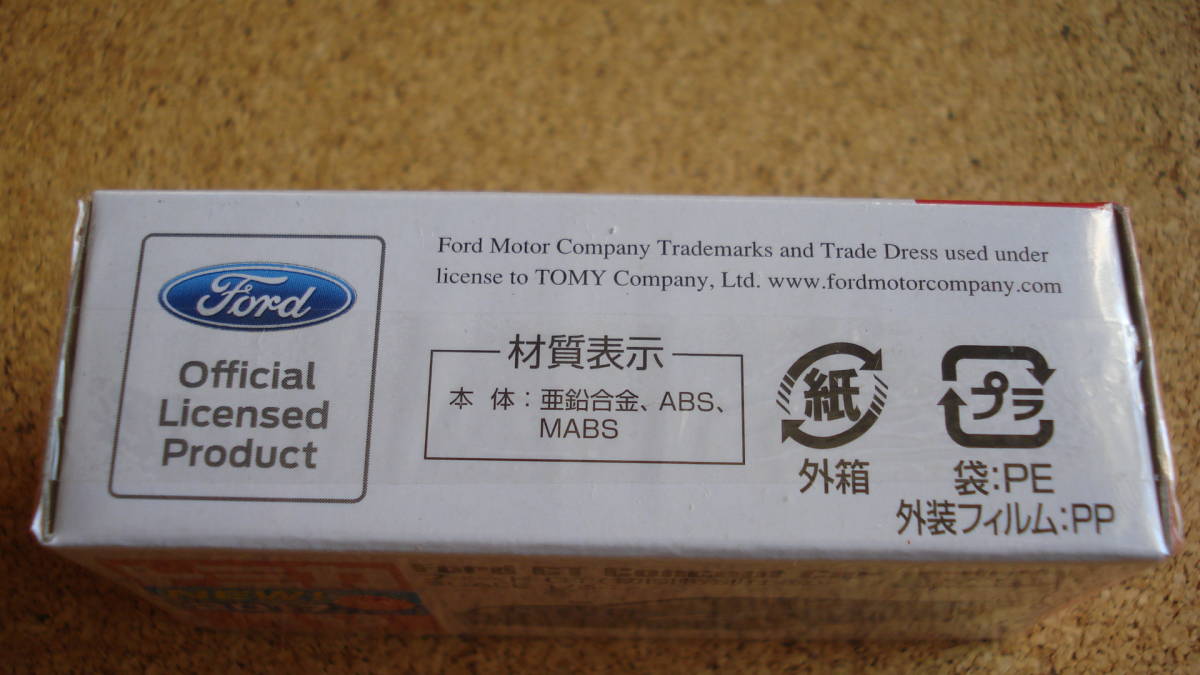 Ford
Official
Licensed
Product
Ford Motor Company Trademarks and Trade Dress used under
license to TOMY Company, Ltd. www.fordmotorcompany.com
材質表示
本 体：亜鉛合金、ABS、
MABS
紙
外箱
プラ
袋：PE
外装フィルム：PP
NEW!